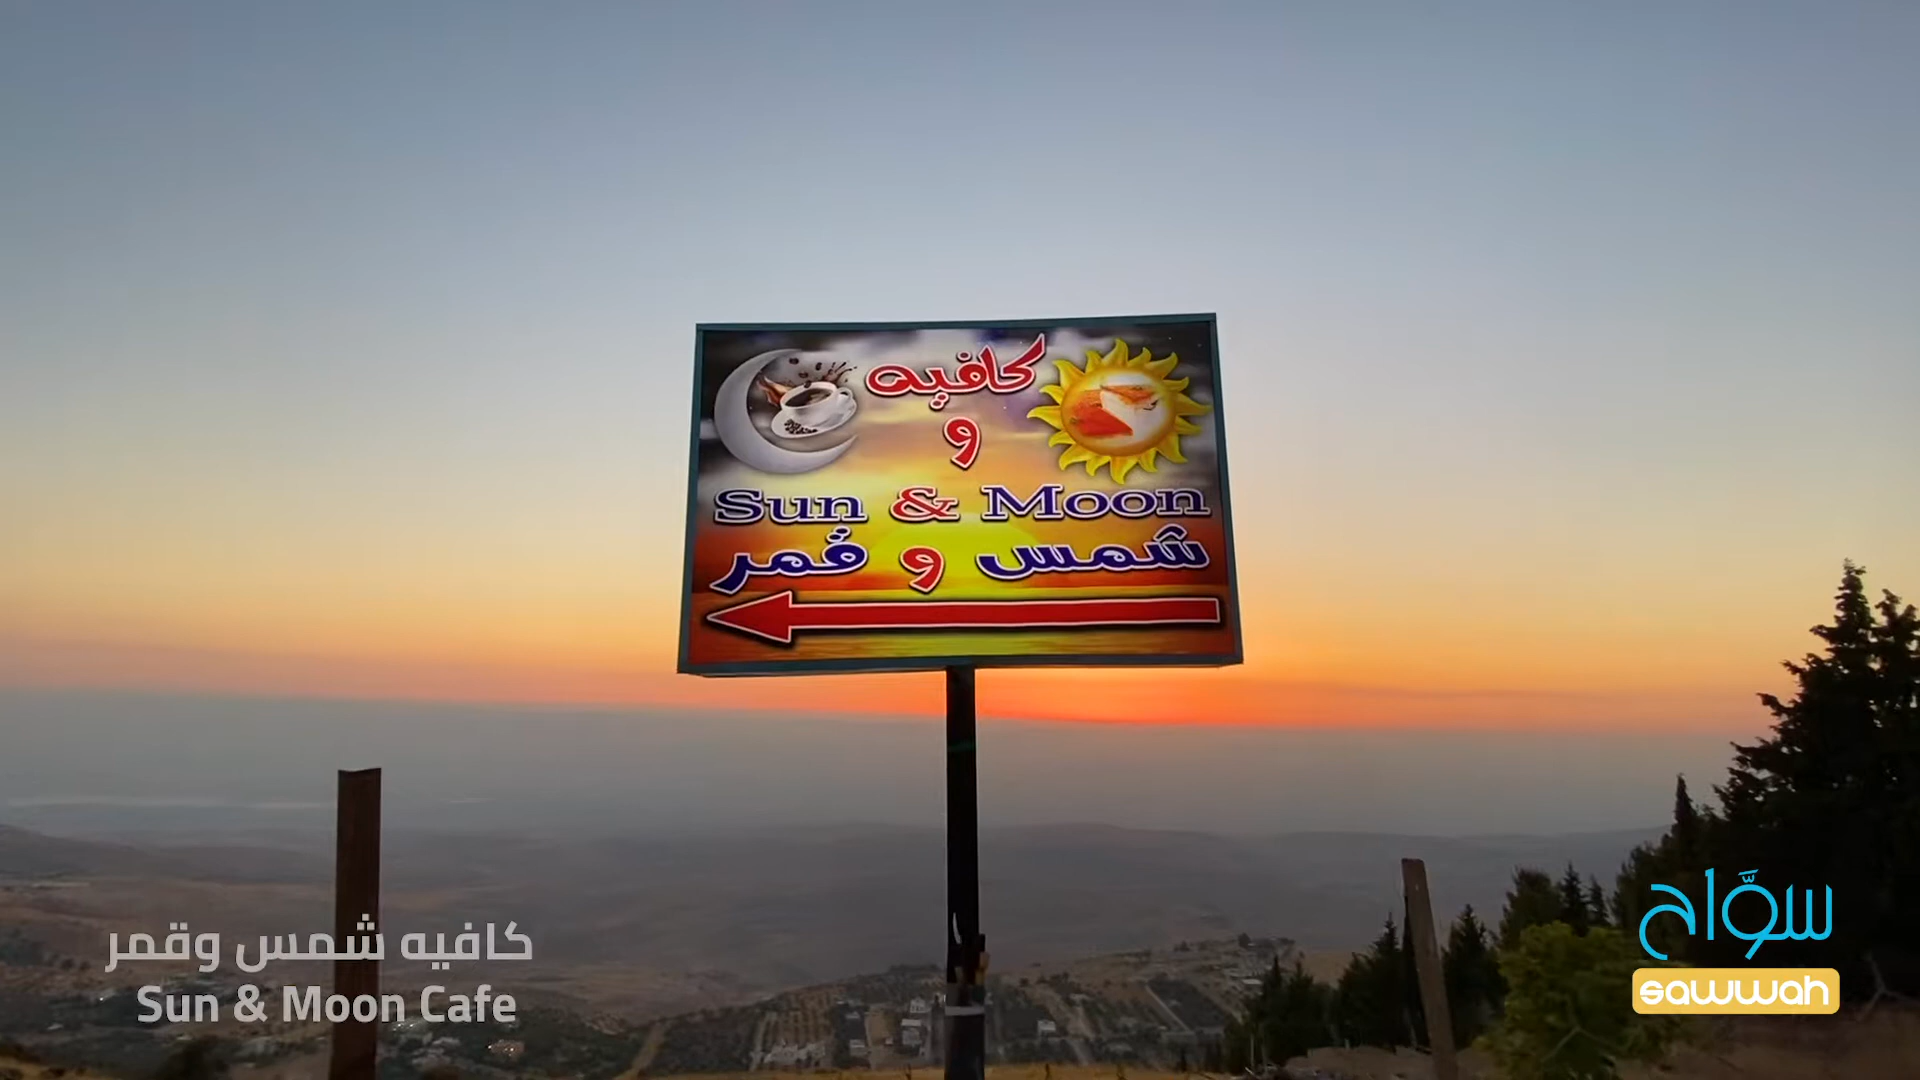 كافيه
و
Sun & Moon
شمس و قمر
كافيه شمس وقمر
Sun & Moon Cafe
سوَّاح
sawwah